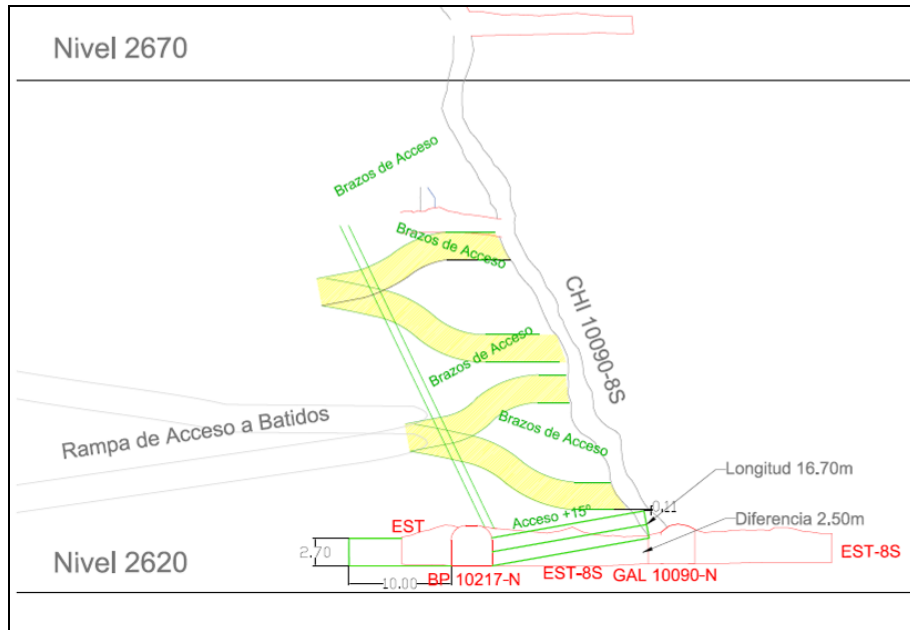 Nivel 2670
Brazos de Acceso
Brazos de Acceso
CHI 10090-8S
Brazos de Acceso
Rampa de Acceso a Batidos
Brazos de Acceso
Longitud 16.70m
0.11
Acceso +15º
Diferencia 2.50m
EST
2.70
Nivel 2620
EST-8S
10.00
BP 10217-N
EST-8S
GAL 10090-N